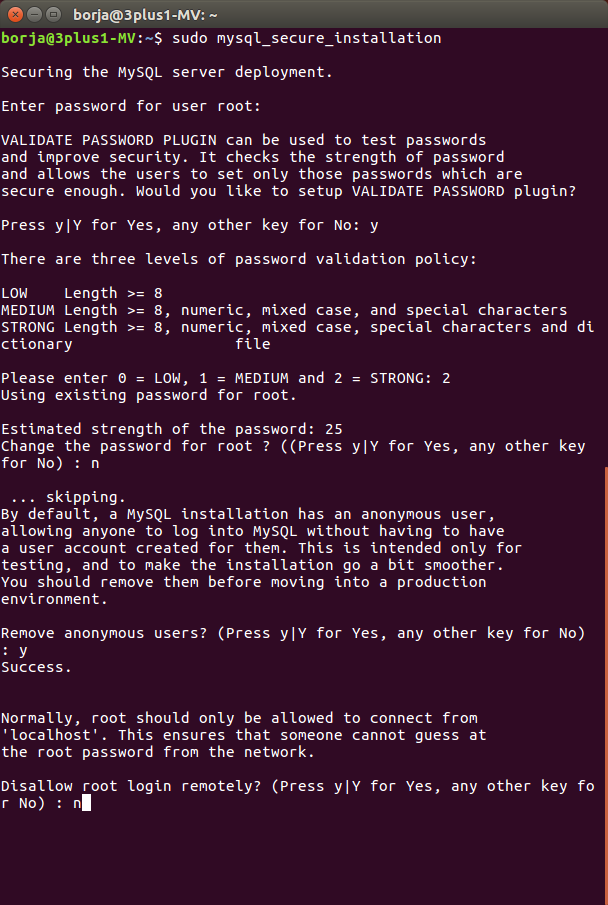 borja@3plus1-MV: ~
borja@3plus1-MV:~$ sudo mysql_secure_installation
Securing the MySQL server deployment.
Enter password for user root:
VALIDATE PASSWORD PLUGIN can be used to test passwords
and improve security. It checks the strength of password
and allows the users to set only those passwords which are
secure enough. Would you like to setup VALIDATE PASSWORD plugin?
Press y|Y for Yes, any other key for No: y
There are three levels of password validation policy:
LOW    Length >= 8
MEDIUM Length >= 8, numeric, mixed case, and special characters
STRONG Length >= 8, numeric, mixed case, special characters and di
ctionary                  file
Please enter 0 = LOW, 1 = MEDIUM and 2 = STRONG: 2
Using existing password for root.
Estimated strength of the password: 25
Change the password for root ? ((Press y|Y for Yes, any other key
for No) : n
 ... skipping.
By default, a MySQL installation has an anonymous user,
allowing anyone to log into MySQL without having to have
a user account created for them. This is intended only for
testing, and to make the installation go a bit smoother.
You should remove them before moving into a production
environment.
Remove anonymous users? (Press y|Y for Yes, any other key for No)
: y
Success.
Normally, root should only be allowed to connect from
'localhost'. This ensures that someone cannot guess at
the root password from the network.
Disallow root login remotely? (Press y|Y for Yes, any other key fo
r No) : n